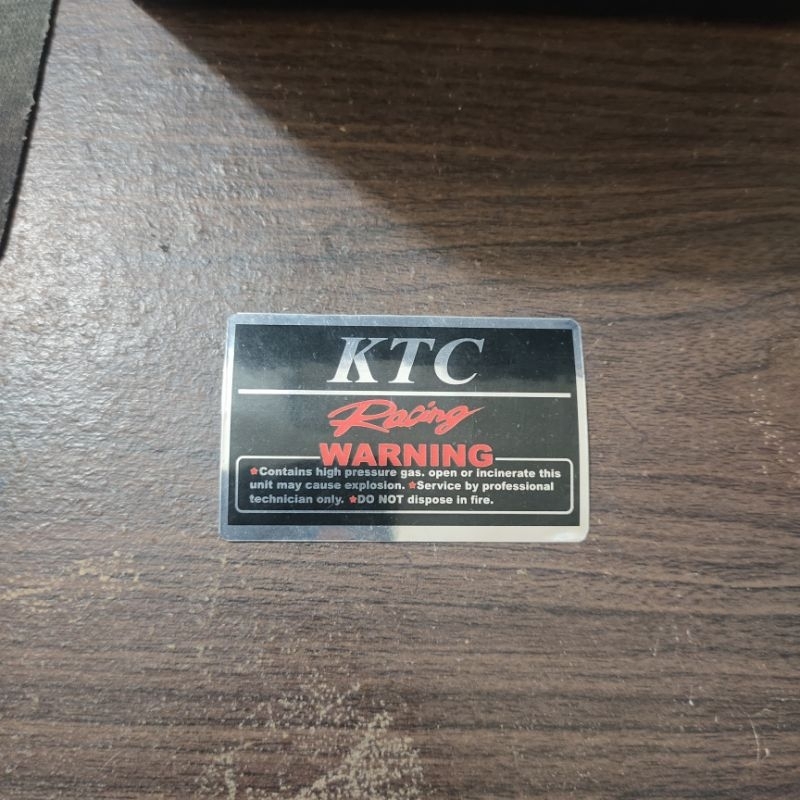 KTC
Racing
WARNING
*Contains high pressure gas. open or incinerate this
unit may cause explosion. *Service by professional
technician only. *DO NOT dispose in fire.